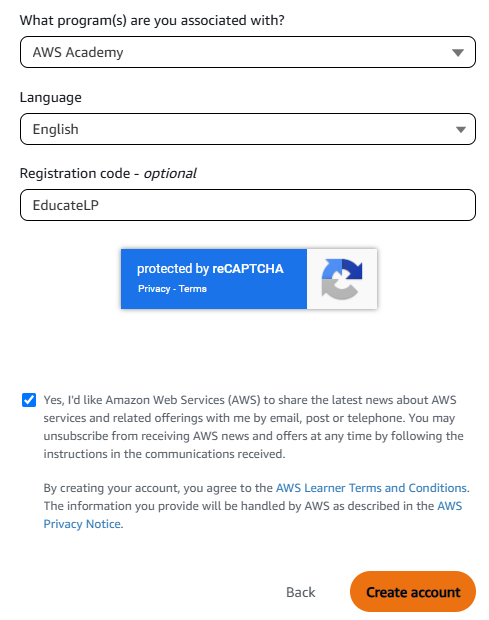 What program(s) are you associated with?
AWS Academy
Language
English
Registration code - optional
EducateLP
protected by reCAPTCHA
Privacy - Terms
Yes, I'd like Amazon Web Services (AWS) to share the latest news about AWS
services and related offerings with me by email, post or telephone. You may
unsubscribe from receiving AWS news and offers at any time by following the
instructions in the communications received.
By creating your account, you agree to the AWS Learner Terms and Conditions.
The information you provide will be handled by AWS as described in the AWS
Privacy Notice.
Back
Create account